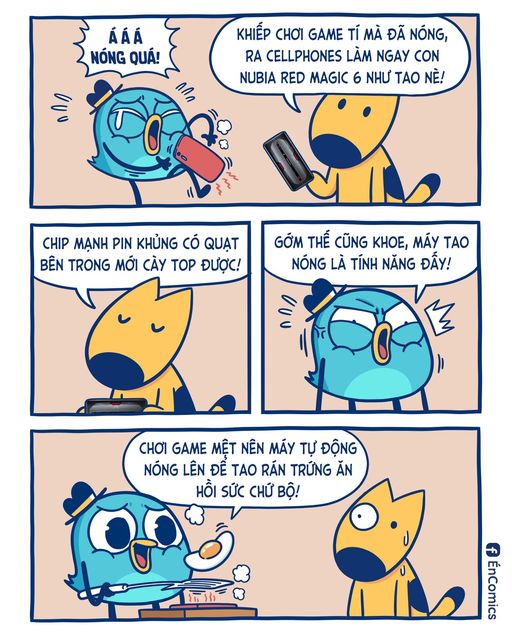 Á Á Á
NÓNG QUÁ!
KHIẾP CHƠI GAME TÍ MÀ ĐÃ NÓNG,
RA CELLPHONES LÀM NGAY CON
NUBIA RED MAGIC 6 NHƯ TAO NÈ!
CHIP MẠNH PIN KHỦNG CÓ QUẠT
BÊN TRONG MỚI CÀY TOP ĐƯỢC!
GỚM THẾ CŨNG KHOE, MÁY TAO
NÓNG LÀ TÍNH NĂNG ĐẤY!
CHƠI GAME MỆT NÊN MÁY TỰ ĐỘNG
NÓNG LÊN ĐỂ TAO RÁN TRỨNG ĂN
HỒI SỨC CHỨ BỘ!
ÉnComics